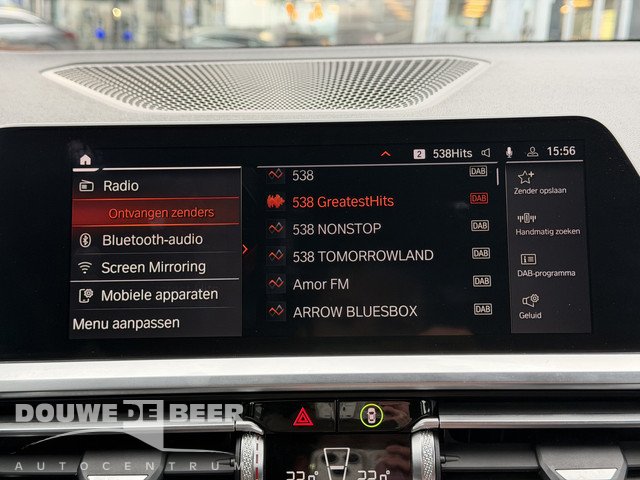 2 538Hits 15:56
Radio
Ontvangen zenders
Bluetooth-audio
Screen Mirroring
Mobiele apparaten
Menu aanpassen
538 DAB
538 GreatestHits DAB
538 NONSTOP DAB
538 TOMORROWLAND DAB
Amor FM DAB
ARROW BLUESBOX DAB
Zender opslaan
Handmatig zoeken
DAB-programma
Geluid
DOUWE DE BEER
AUTOCENTRUM